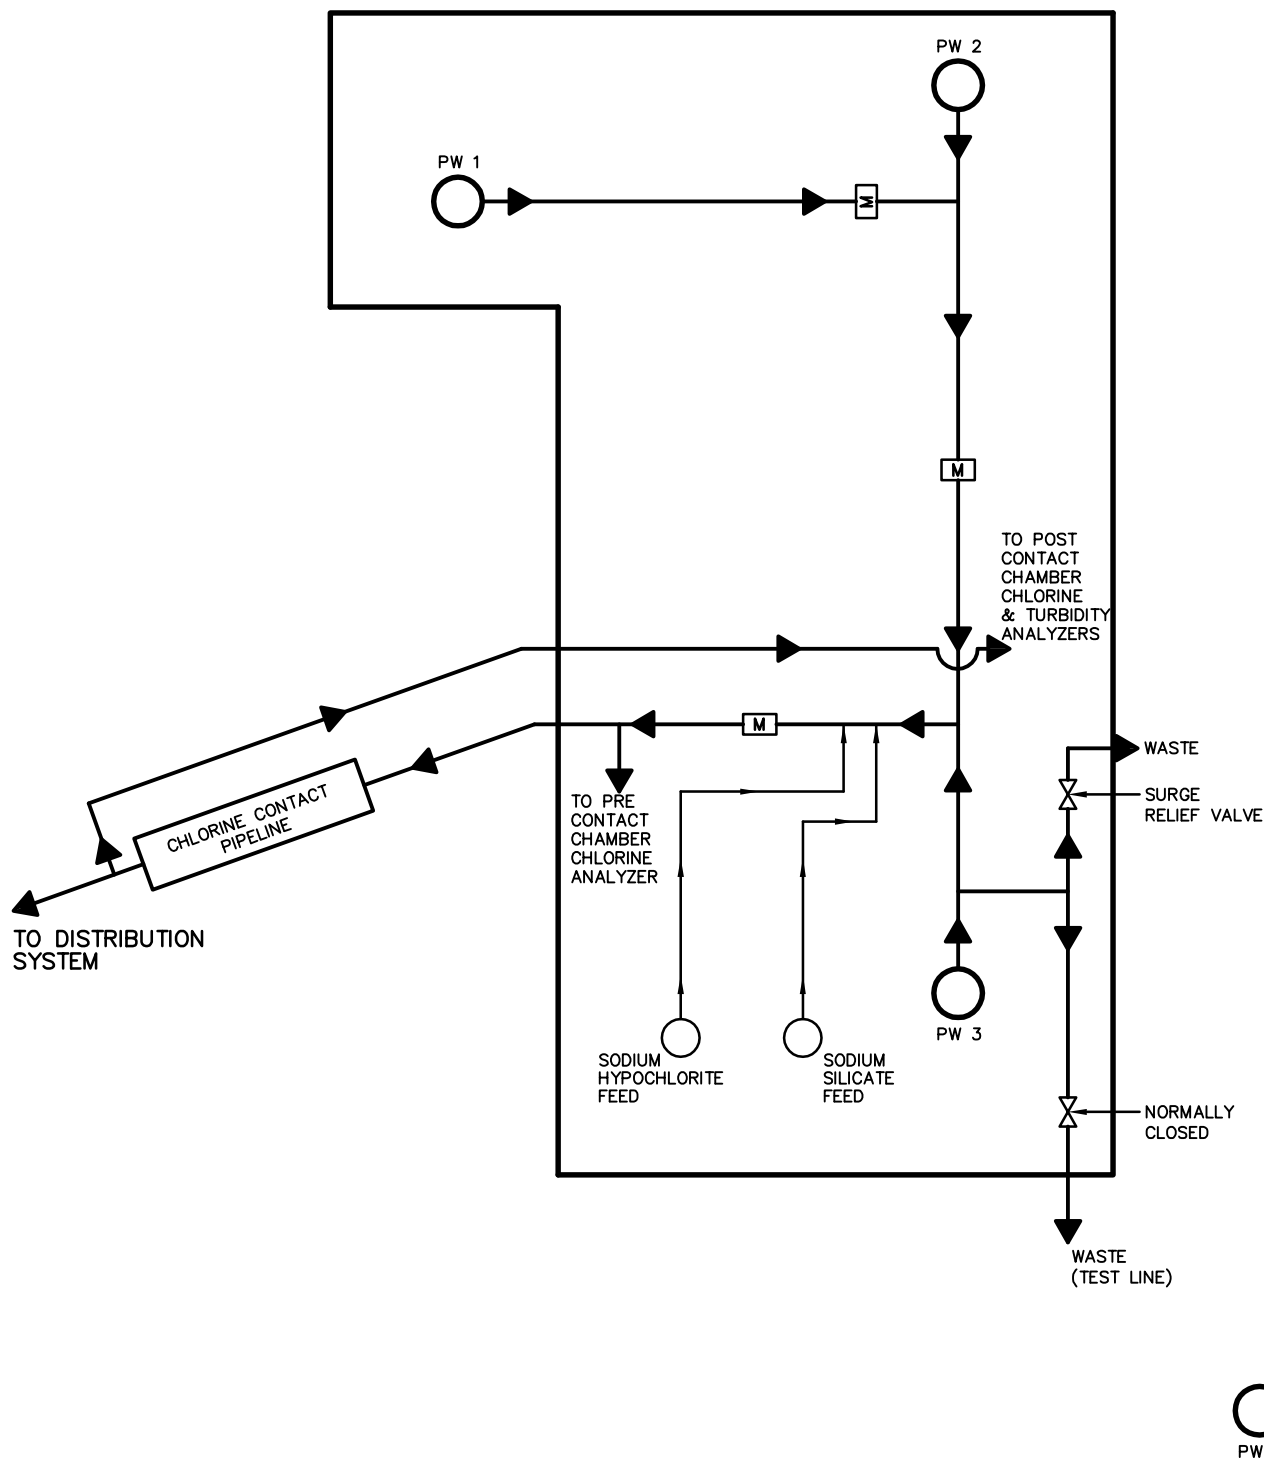 PW 2
PW 1
M
M
TO POST
CONTACT
CHAMBER
CHLORINE
& TURBIDITY
ANALYZERS
M
WASTE
SURGE
RELIEF VALVE
TO PRE
CONTACT
CHAMBER
CHLORINE
ANALYZER
CHLORINE CONTACT
PIPELINE
TO DISTRIBUTION
SYSTEM
PW 3
SODIUM
HYPOCHLORITE
FEED
SODIUM
SILICATE
FEED
NORMALLY
CLOSED
WASTE
(TEST LINE)
PW